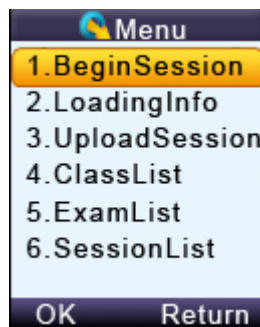 Menu
1.BeginSession
2.LoadingInfo
3.UploadSession
4.ClassList
5.ExamList
6.SessionList
OK Return